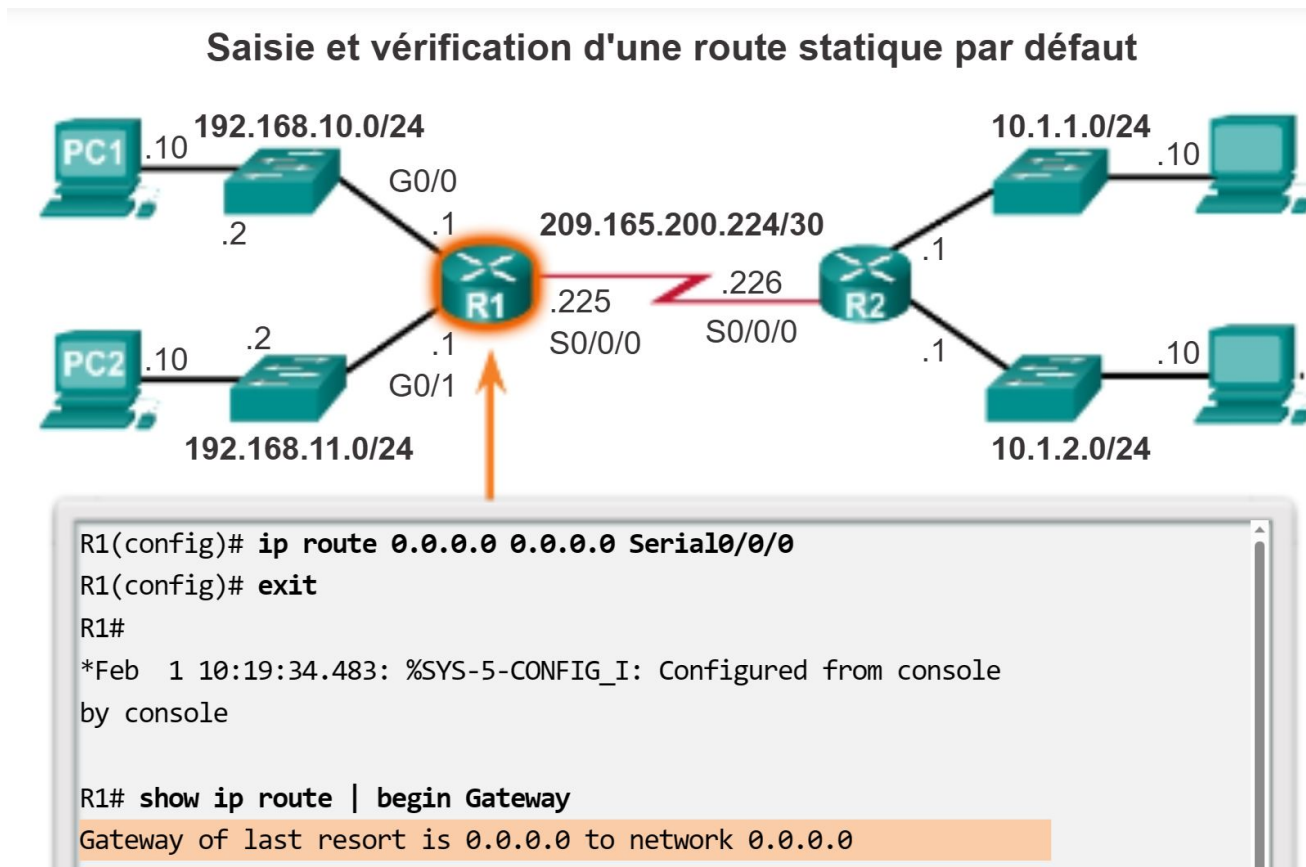 Saisie et vérification d'une route statique par défaut
192.168.10.0/24
10.1.1.0/24
PC1
.10
.10
G0/0
.2
.1
209.165.200.224/30
.1
R1
.225
.226
R2
S0/0/0
S0/0/0
PC2
.10
.2
.1
.1
.10
G0/1
192.168.11.0/24
10.1.2.0/24
R1(config)# ip route 0.0.0.0 0.0.0.0 Serial0/0/0
R1(config)# exit
R1#
*Feb  1 10:19:34.483: %SYS-5-CONFIG_I: Configured from console
by console
R1# show ip route | begin Gateway
Gateway of last resort is 0.0.0.0 to network 0.0.0.0